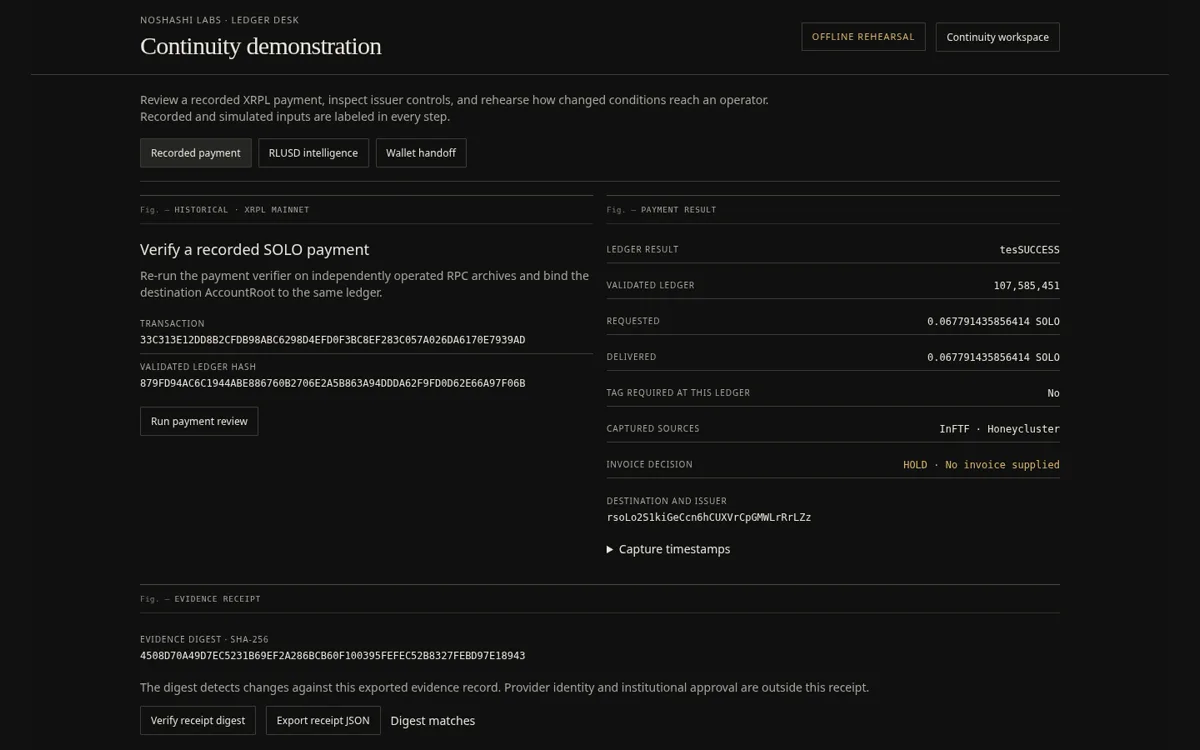 NOSHASHI LABS · LEDGER DESK
Continuity demonstration
OFFLINE REHEARSAL
Continuity workspace
Review a recorded XRPL payment, inspect issuer controls, and rehearse how changed conditions reach an operator.
Recorded and simulated inputs are labeled in every step.
Recorded payment
RLUSD intelligence
Wallet handoff
Fig. — HISTORICAL · XRPL MAINNET
Verify a recorded SOLO payment
Re-run the payment verifier on independently operated RPC archives and bind the
destination AccountRoot to the same ledger.
TRANSACTION
33C313E12DD8B2CFDB98ABC6298D4EFD0F3BC8EF283C057A026DA6170E7939AD
VALIDATED LEDGER HASH
879FD94AC6C1944ABE886760B2706E2A5B863A94DDDA62F9FD0D62E66A97F06B
Run payment review
Fig. — PAYMENT RESULT
LEDGER RESULT tesSUCCESS
VALIDATED LEDGER 107,585,451
REQUESTED 0.067791435856414 SOLO
DELIVERED 0.067791435856414 SOLO
TAG REQUIRED AT THIS LEDGER No
CAPTURED SOURCES InFTF · Honeycluster
INVOICE DECISION HOLD · No invoice supplied
DESTINATION AND ISSUER
rsoLo2S1kiGeCcn6hCUXVrCpGMWLrRrLZz
Capture timestamps
Fig. — EVIDENCE RECEIPT
EVIDENCE DIGEST · SHA-256
4508D70A49D7EC5231B69EF2A286BCB60F100395FEFEC52B8327FEBD97E18943
The digest detects changes against this exported evidence record. Provider identity and institutional approval are outside this receipt.
Verify receipt digest
Export receipt JSON
Digest matches